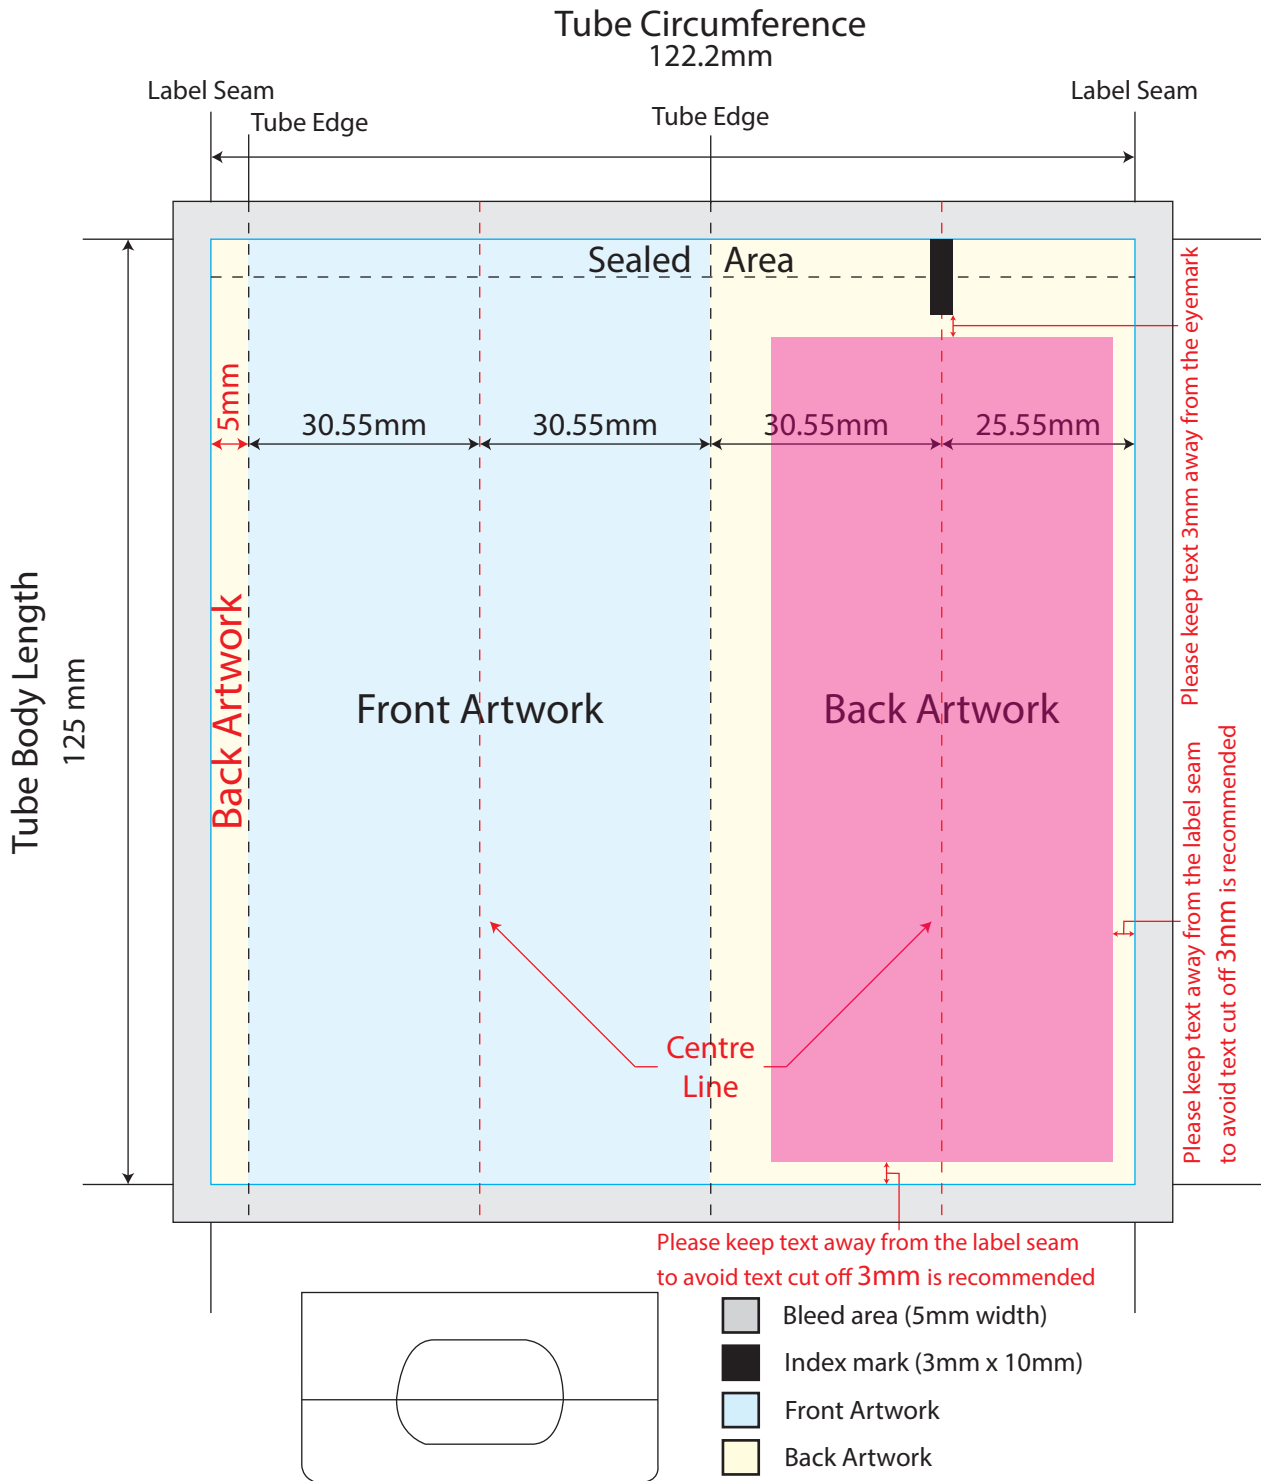 Tube Circumference
122.2mm
Label Seam
Label Seam
Tube Edge
Tube Edge
Sealed Area
5mm
30.55mm
30.55mm
30.55mm
25.55mm
Please keep text 3mm away from the eyemark
Tube Body Length
125 mm
Back Artwork
Front Artwork
Back Artwork
Please keep text away from the label seam
to avoid text cut off 3mm is recommended
Centre
Line
Please keep text away from the label seam
to avoid text cut off 3mm is recommended
Bleed area (5mm width)
Index mark (3mm x 10mm)
Front Artwork
Back Artwork